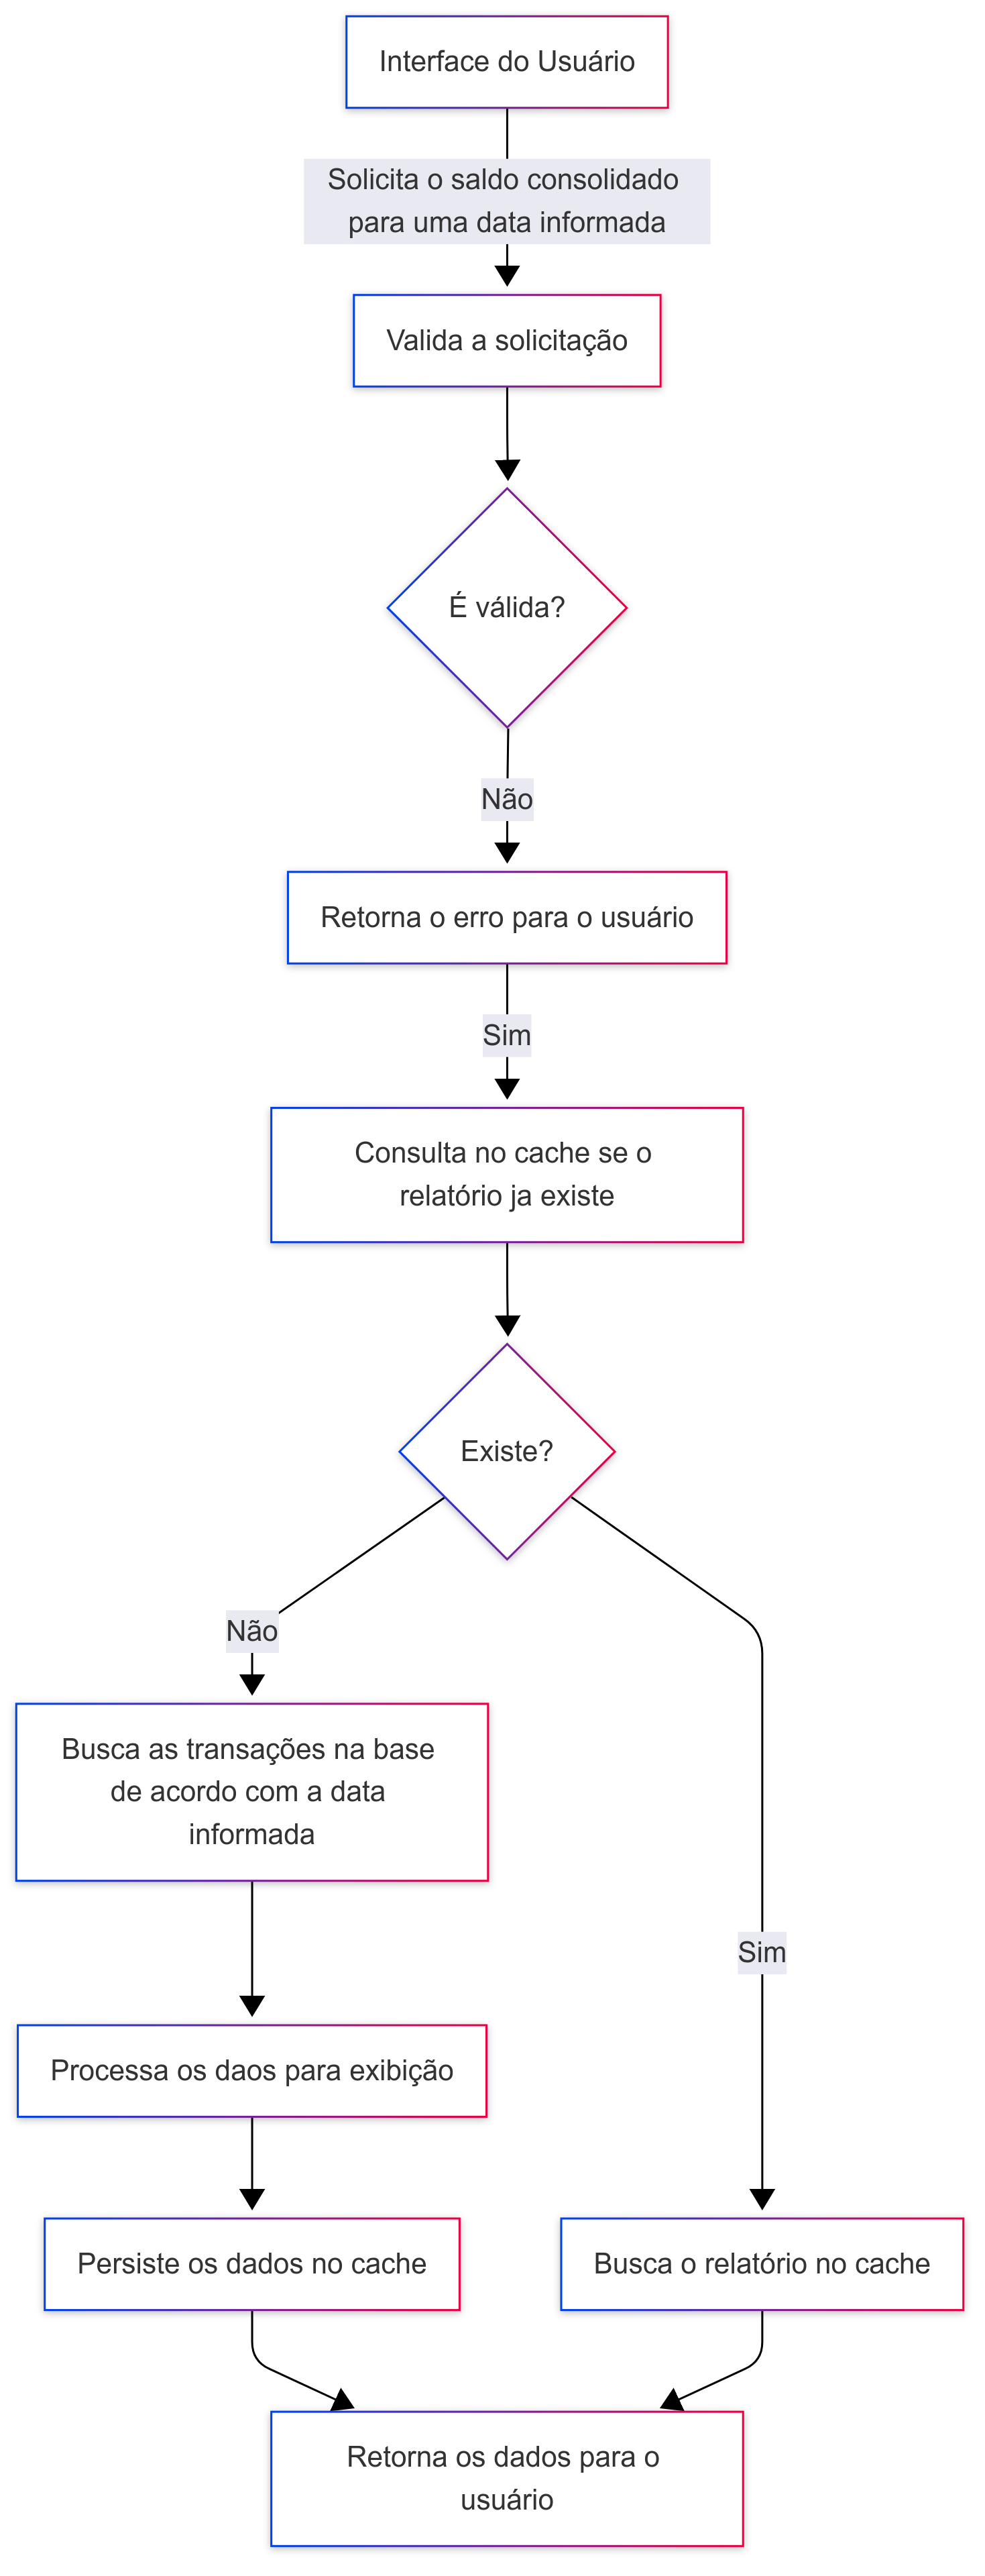 Interface do Usuário
Solicita o saldo consolidado
para uma data informada
Valida a solicitação
É válida?
Não
Retorna o erro para o usuário
Sim
Consulta no cache se o
relatório ja existe
Existe?
Não
Busca as transações na base
de acordo com a data
informada
Sim
Processa os daos para exibição
Persiste os dados no cache
Busca o relatório no cache
Retorna os dados para o
usuário